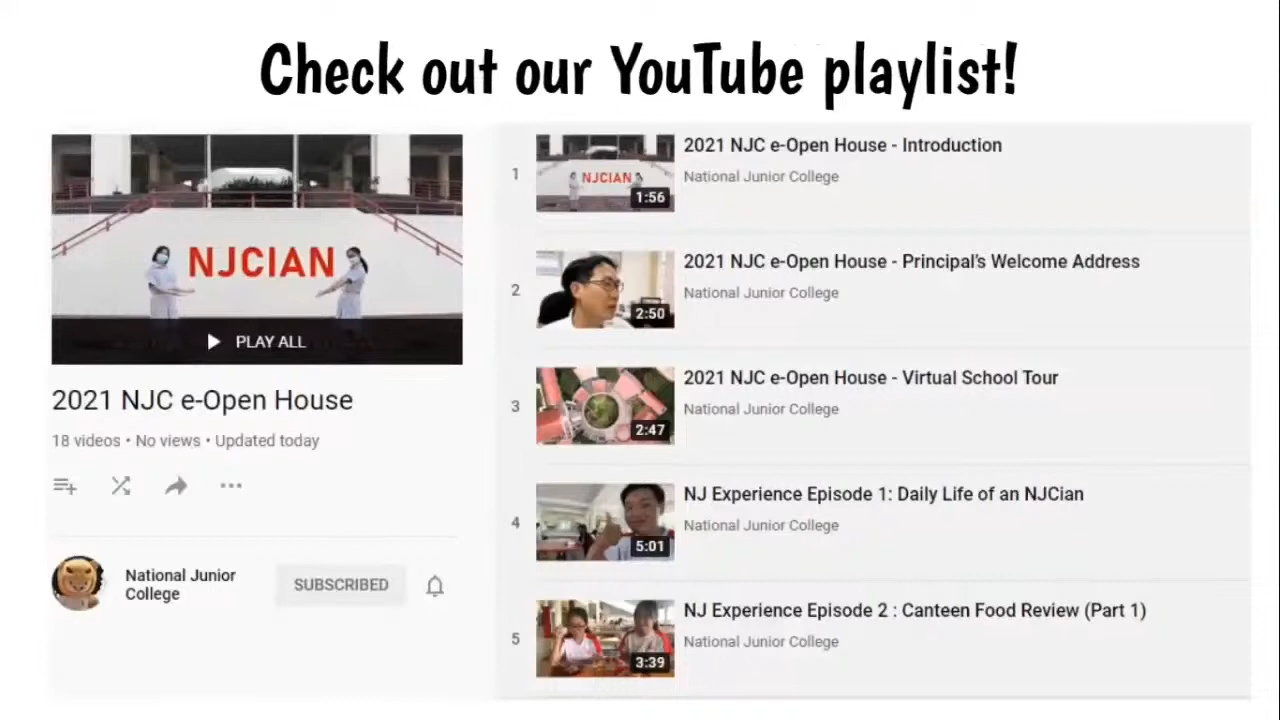 Check out our YouTube playlist!
NJCIAN
PLAY ALL
2021 NJC e-Open House
18 videos • No views • Updated today
National Junior
College
SUBSCRIBED
1
NJCIAN
1:56
2021 NJC e-Open House - Introduction
National Junior College
2
2:50
2021 NJC e-Open House - Principal's Welcome Address
National Junior College
3
2:47
2021 NJC e-Open House - Virtual School Tour
National Junior College
4
5:01
NJ Experience Episode 1: Daily Life of an NJCian
National Junior College
5
3:39
NJ Experience Episode 2 : Canteen Food Review (Part 1)
National Junior College